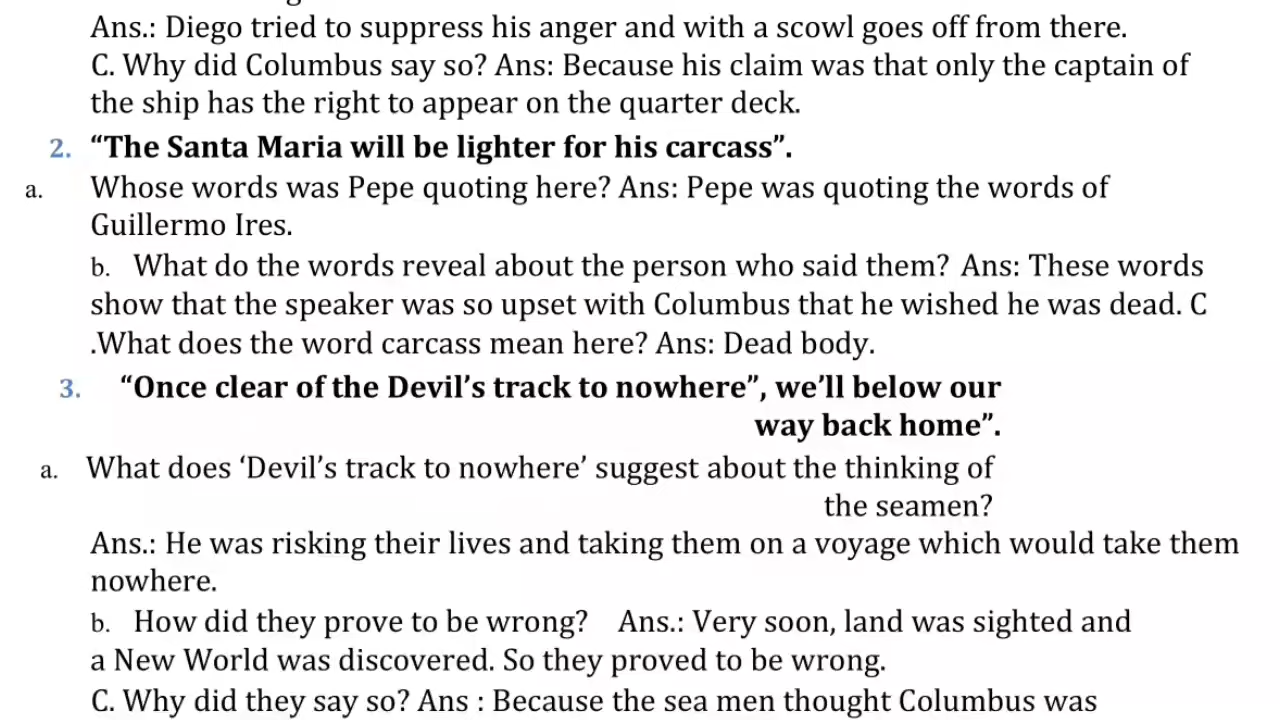 Ans.: Diego tried to suppress his anger and with a scowl goes off from there.
C. Why did Columbus say so? Ans: Because his claim was that only the captain of
the ship has the right to appear on the quarter deck.
2. “The Santa Maria will be lighter for his carcass”.
a. Whose words was Pepe quoting here? Ans: Pepe was quoting the words of
Guillermo Ires.
b. What do the words reveal about the person who said them? Ans: These words
show that the speaker was so upset with Columbus that he wished he was dead. C
.What does the word carcass mean here? Ans: Dead body.
3. “Once clear of the Devil’s track to nowhere”, we’ll below our
way back home”.
a. What does ‘Devil’s track to nowhere’ suggest about the thinking of
the seamen?
Ans.: He was risking their lives and taking them on a voyage which would take them
nowhere.
b. How did they prove to be wrong? Ans.: Very soon, land was sighted and
a New World was discovered. So they proved to be wrong.
C. Why did they say so? Ans : Because the sea men thought Columbus was